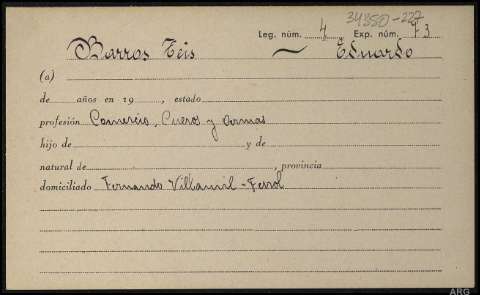 34350-227
Leg. núm. 4 Exp. núm. 73
Barros Teis ~ Eduardo
(a)
de años en 19 , estado
profesión Comercio, Cueros y Armas
hijo de y de
natural de , provincia
domiciliado Fernando Villaamil - Ferrol
ARG